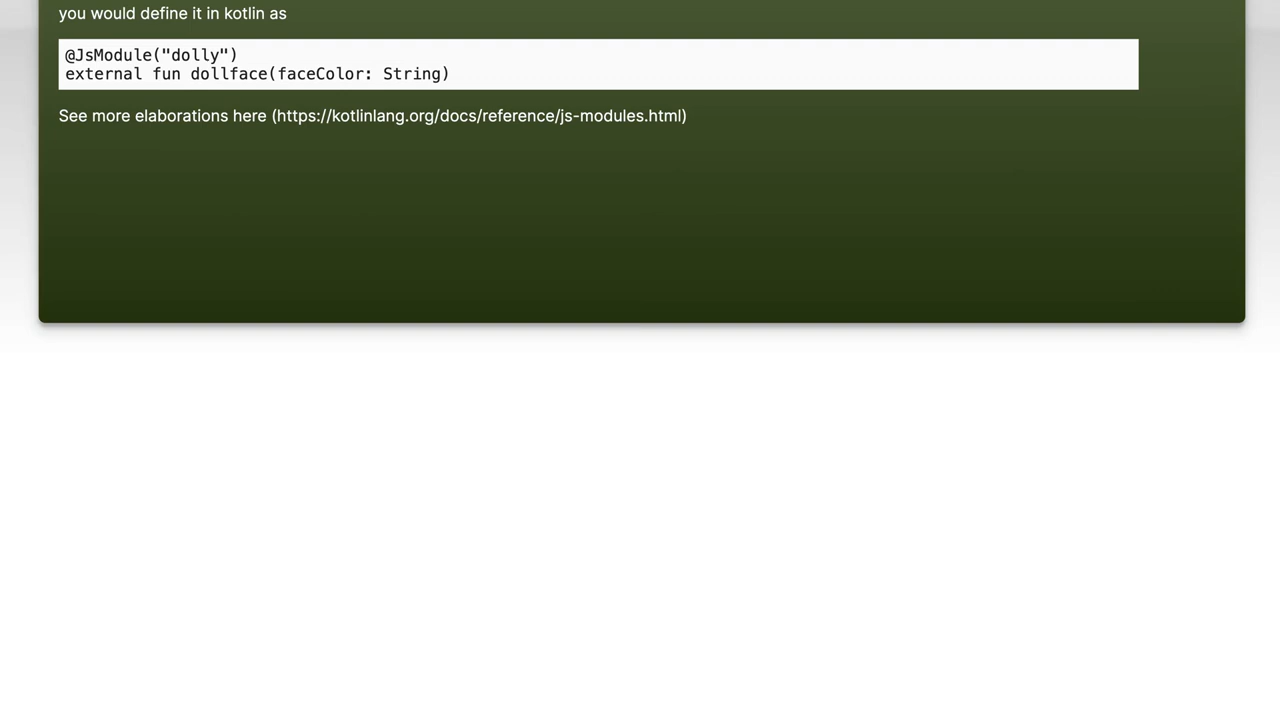 you would define it in kotlin as
@JsModule("dolly")
external fun dollface(faceColor: String)
See more elaborations here (https://kotlinlang.org/docs/reference/js-modules.html)